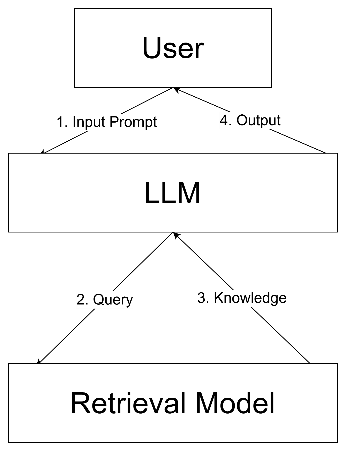 User
1. Input Prompt
4. Output
LLM
2. Query
3. Knowledge
Retrieval Model